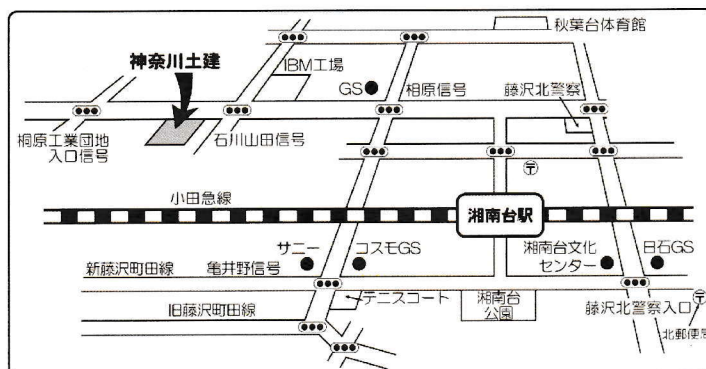 秋葉台体育館
神奈川土建
IBM工場
GS
相原信号
藤沢北警察
桐原工業団地
入口信号
石川山田信号
〒
小田急線
湘南台駅
サニー
コスモGS
湘南台文化
センター
日石GS
新藤沢町田線
亀井野信号
旧藤沢町田線
テニスコート
湘南台
公園
藤沢北警察入口
〒
北郵便局